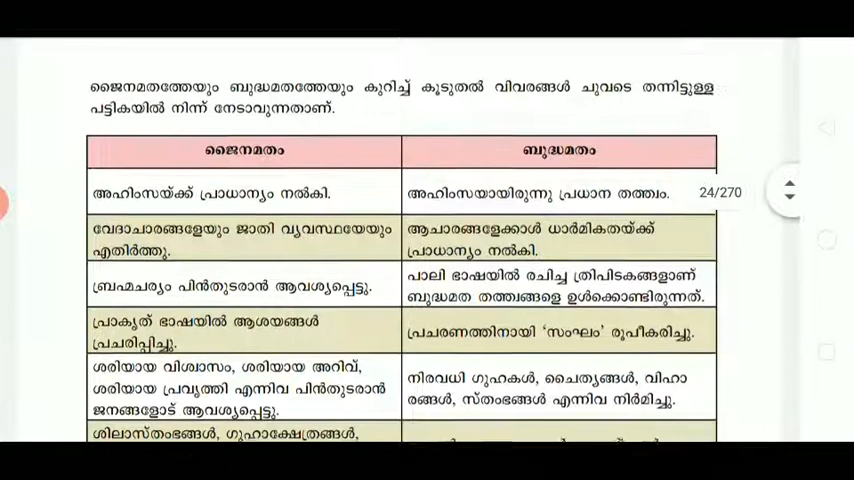 ജൈനമതത്തേയും ബുദ്ധമതത്തേയും കുറിച്ച് കൂടുതൽ വിവരങ്ങൾ ചുവടെ തന്നിട്ടുള്ള
പട്ടികയിൽ നിന്ന് നേടാവുന്നതാണ്.
ജൈനമതം
ബുദ്ധമതം
അഹിംസയ്ക്ക് പ്രാധാന്യം നൽകി.
അഹിംസയായിരുന്നു പ്രധാന തത്ത്വം.
24/270
വേദാചാരങ്ങളേയും ജാതി വ്യവസ്ഥയേയും
എതിർത്തു.
ആചാരങ്ങളേക്കാൾ ധാർമികതയ്ക്ക്
പ്രാധാന്യം നൽകി.
ബ്രഹ്മചര്യം പിൻതുടരാൻ ആവശ്യപ്പെട്ടു.
പാലി ഭാഷയിൽ രചിച്ച ത്രിപിടകങ്ങളാണ്
ബുദ്ധമത തത്ത്വങ്ങളെ ഉൾക്കൊണ്ടിരുന്നത്.
പ്രാകൃത് ഭാഷയിൽ ആശയങ്ങൾ
പ്രചരിപ്പിച്ചു.
പ്രചരണത്തിനായി ‘സംഘം’ രൂപീകരിച്ചു.
ശരിയായ വിശ്വാസം, ശരിയായ അറിവ്,
ശരിയായ പ്രവൃത്തി എന്നിവ പിൻതുടരാൻ
ജനങ്ങളോട് ആവശ്യപ്പെട്ടു.
നിരവധി ഗുഹകൾ, ചൈത്യങ്ങൾ, വിഹാ
രങ്ങൾ, സ്തംഭങ്ങൾ എന്നിവ നിർമിച്ചു.
ശിലാസ്തംഭങ്ങൾ, ഗുഹാക്ഷേത്രങ്ങൾ,